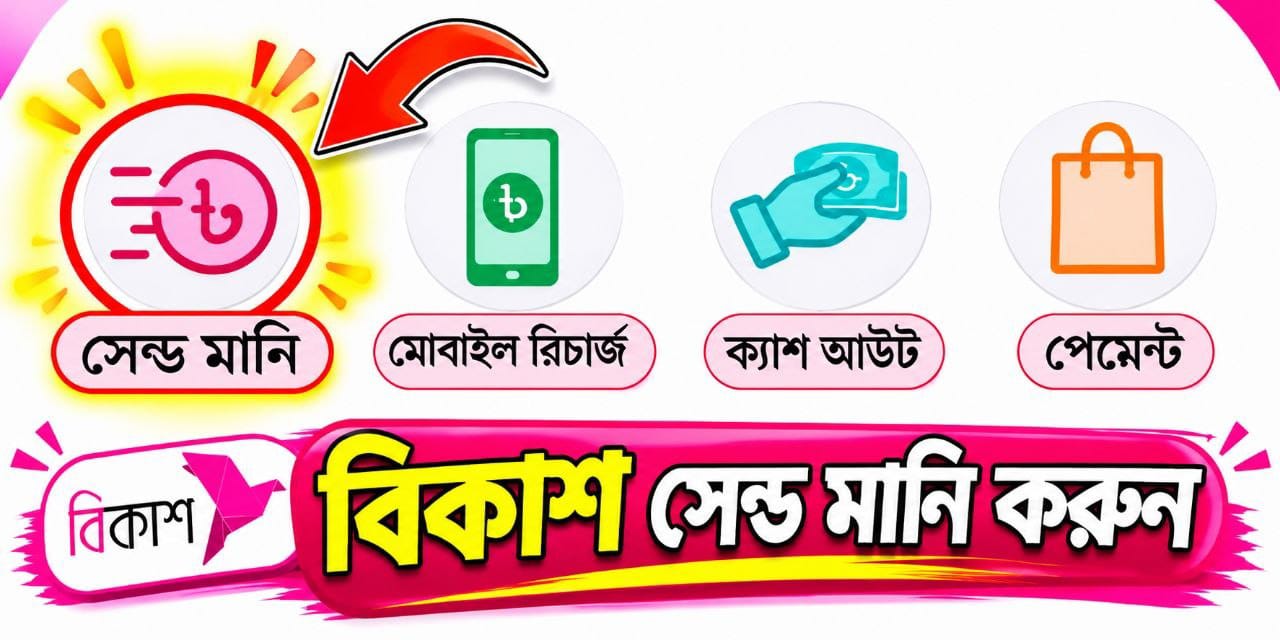 সেন্ড মানি
মোবাইল রিচার্জ
ক্যাশ আউট
পেমেন্ট
বিকাশ
বিকাশ সেন্ড মানি করুন